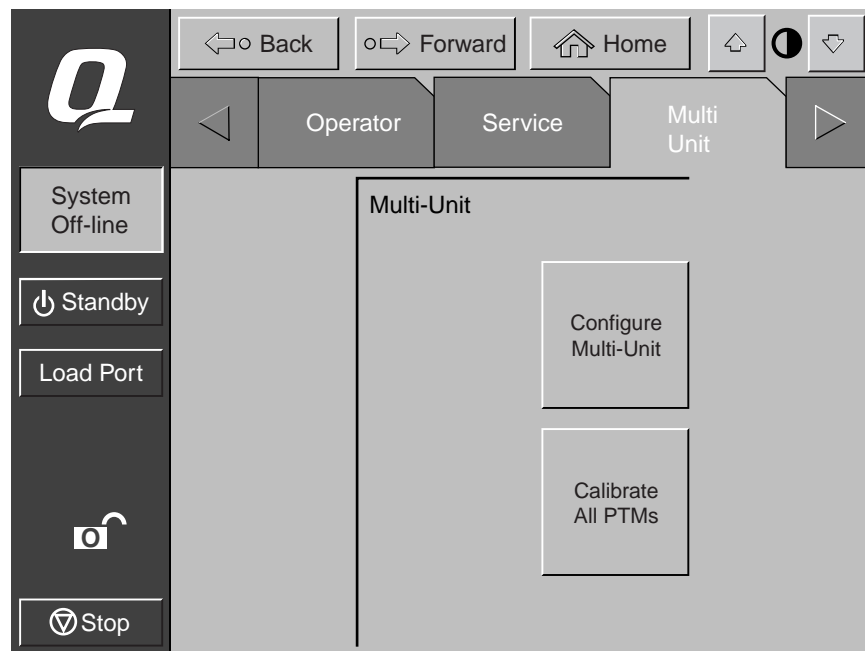 Q
Back
Forward
Home
Operator
Service
Multi
Unit
System
Off-line
Multi-Unit
Standby
Configure
Multi-Unit
Load Port
Calibrate
All PTMs
O
Stop